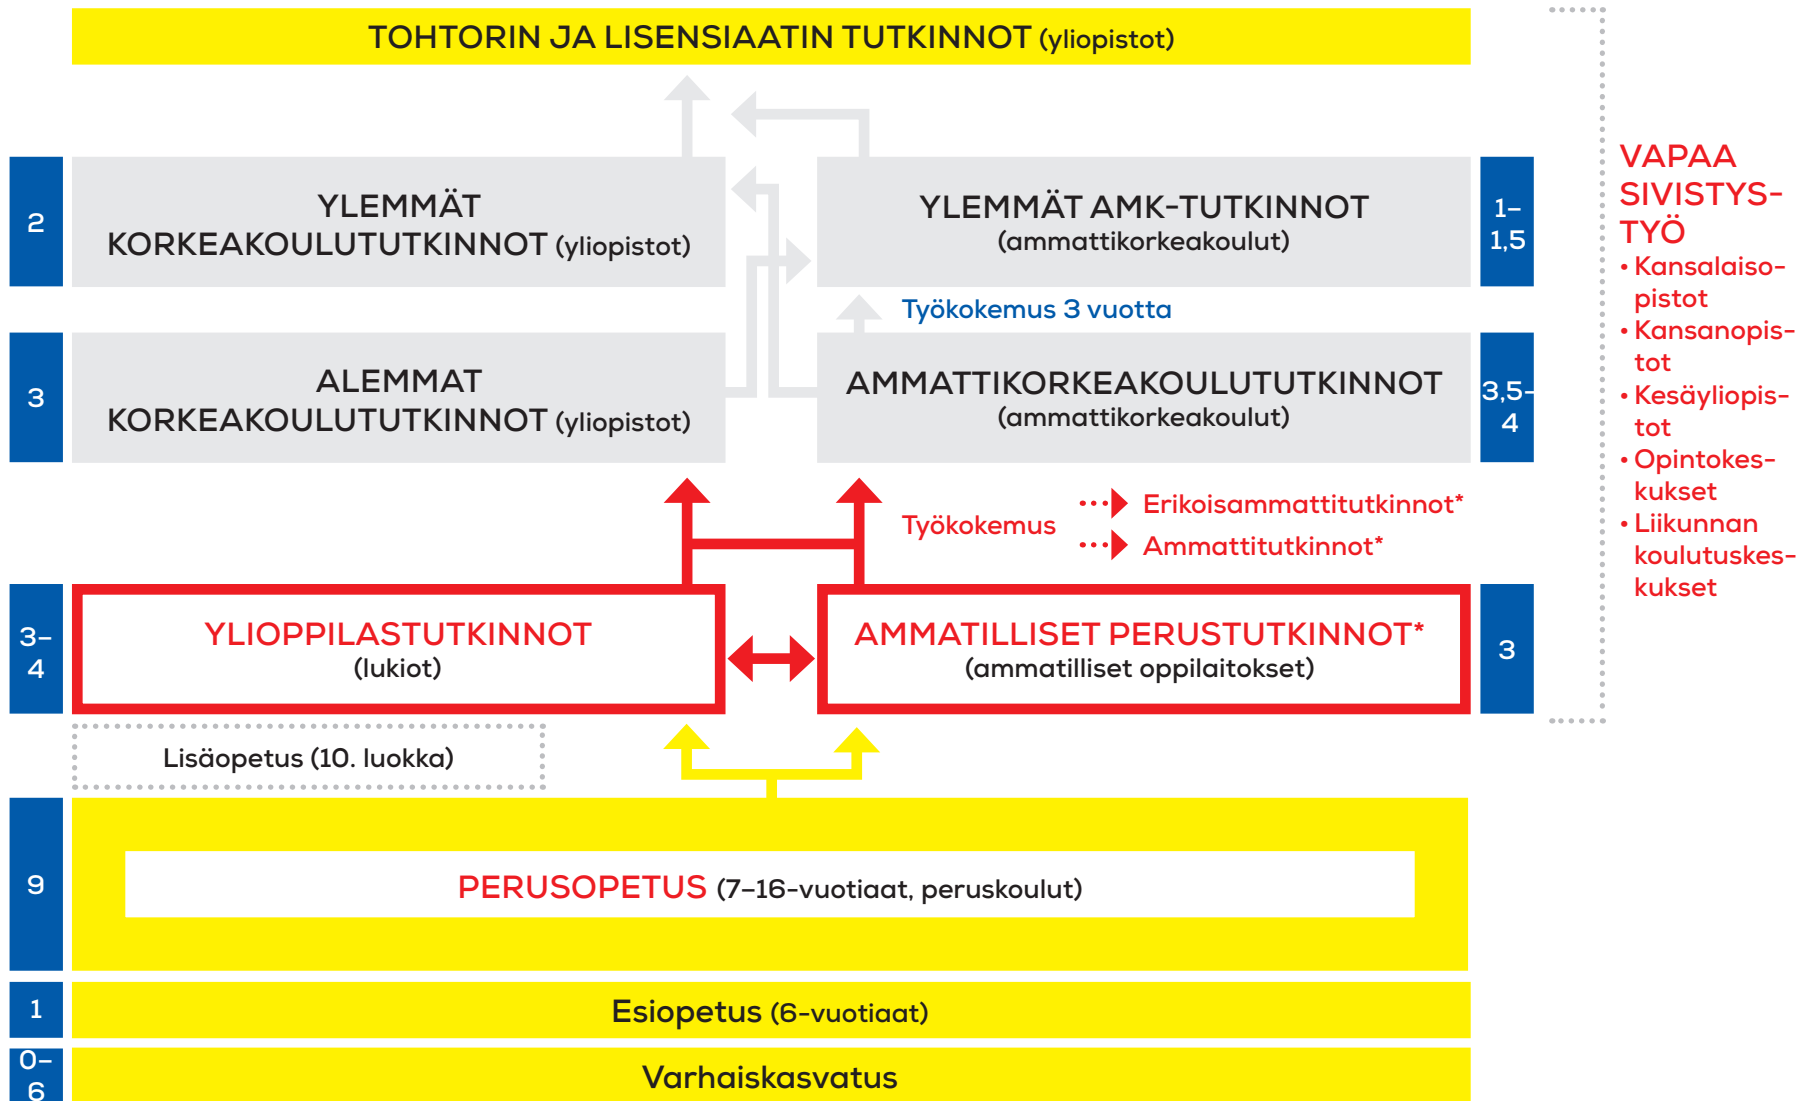 TOHTORIN JA LISENSIAATIN TUTKINNOT (yliopistot)
2
YLEMMÄT
KORKEAKOULUTUTKINNOT (yliopistot)
YLEMMÄT AMK-TUTKINNOT
(ammattikorkeakoulut)
1–
1,5
Työkokemus 3 vuotta
3
ALEMMAT
KORKEAKOULUTUTKINNOT (yliopistot)
AMMATTIKORKEAKOULUTUTKINNOT
(ammattikorkeakoulut)
3,5-
4
Työkokemus
Erikoisammattitutkinnot*
Ammattitutkinnot*
3–
4
YLIOPPILASTUTKINNOT
(lukiot)
AMMATILLISET PERUSTUTKINNOT*
(ammatilliset oppilaitokset)
3
Lisäopetus (10. luokka)
9
PERUSOPETUS (7–16-vuotiaat, peruskoulut)
1
Esiopetus (6-vuotiaat)
0–
6
Varhaiskasvatus
VAPAA
SIVISTYS-
TYÖ
• Kansalaiso-
pistot
• Kansanopis-
tot
• Kesäyliopis-
tot
• Opintokes-
kukset
• Liikunnan
koulutuskes-
kukset